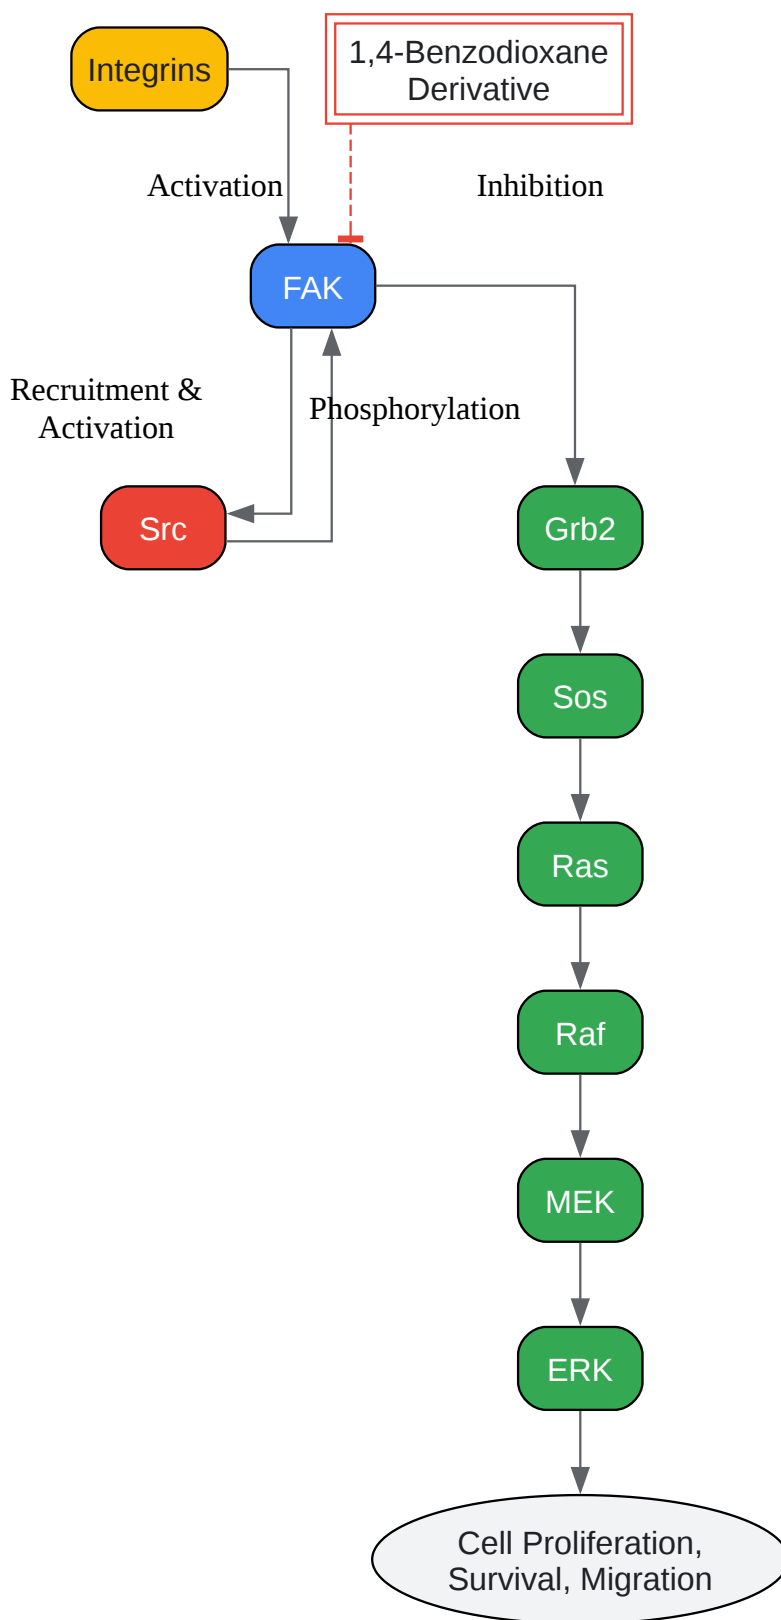 Integrins
1,4-Benzodioxane
Derivative
Activation
Inhibition
FAK
Recruitment &
Activation
Phosphorylation
Src
Grb2
Sos
Ras
Raf
MEK
ERK
Cell Proliferation,
Survival, Migration